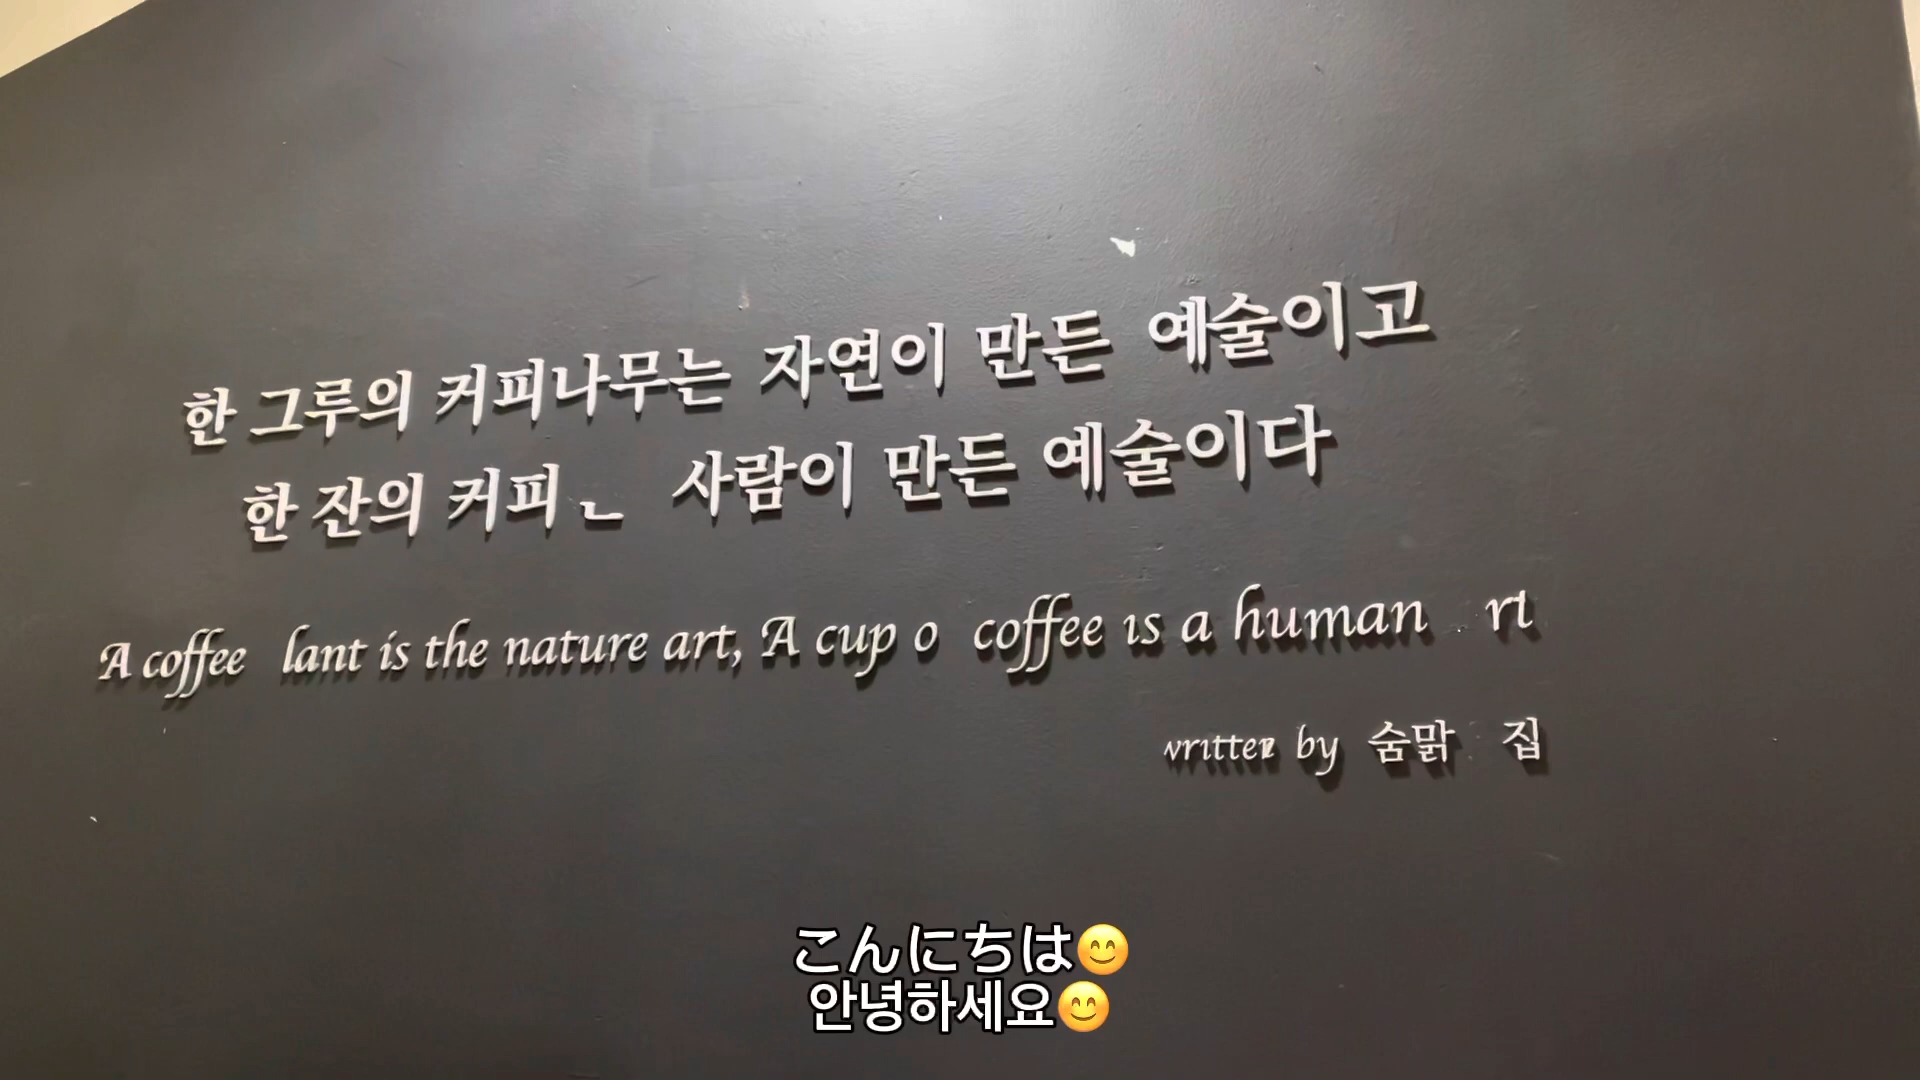 한 그루의 커피나무는 자연이 만든 예술이고
한 잔의 커피ㄴ 사람이 만든 예술이다
A coffee lant is the nature art, A cup o coffee is a human rt
written by 숨맑 집
こんにちは😊
안녕하세요😊